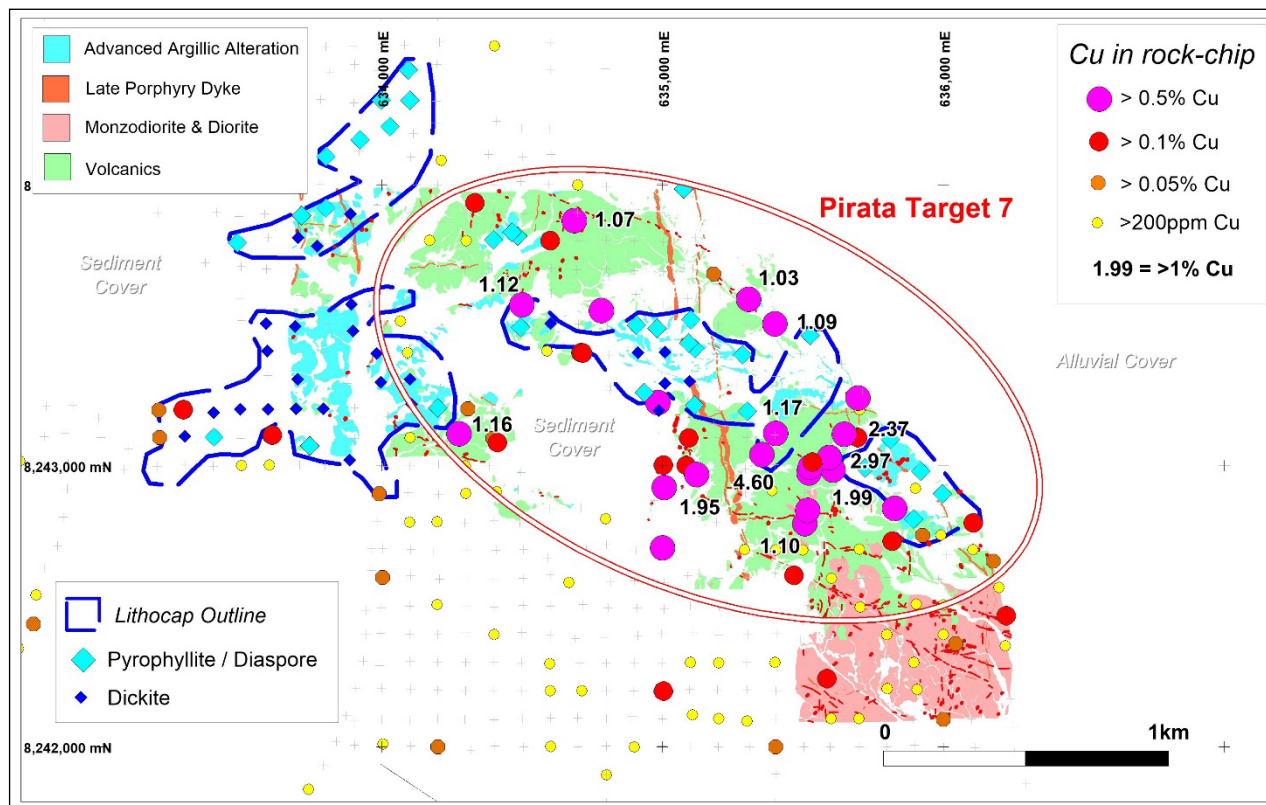 634,000 mE
635,000 mE
636,000 mE
Advanced Argillic Alteration
Late Porphyry Dyke
Monzodiorite & Diorite
Volcanics
Cu in rock-chip
> 0.5% Cu
> 0.1% Cu
> 0.05% Cu
>200ppm Cu
1.99 = >1% Cu
8,
Pirata Target 7
1.07
Sediment
Cover
1.03
1.12
1.09
Alluvial Cover
1.17
1.16
Sediment
Cover
2.37
8,243,000 mN
2.97
4.60
1.99
1.95
1.10
Lithocap Outline
Pyrophyllite / Diaspore
Dickite
8,242,000 mN
0
1km